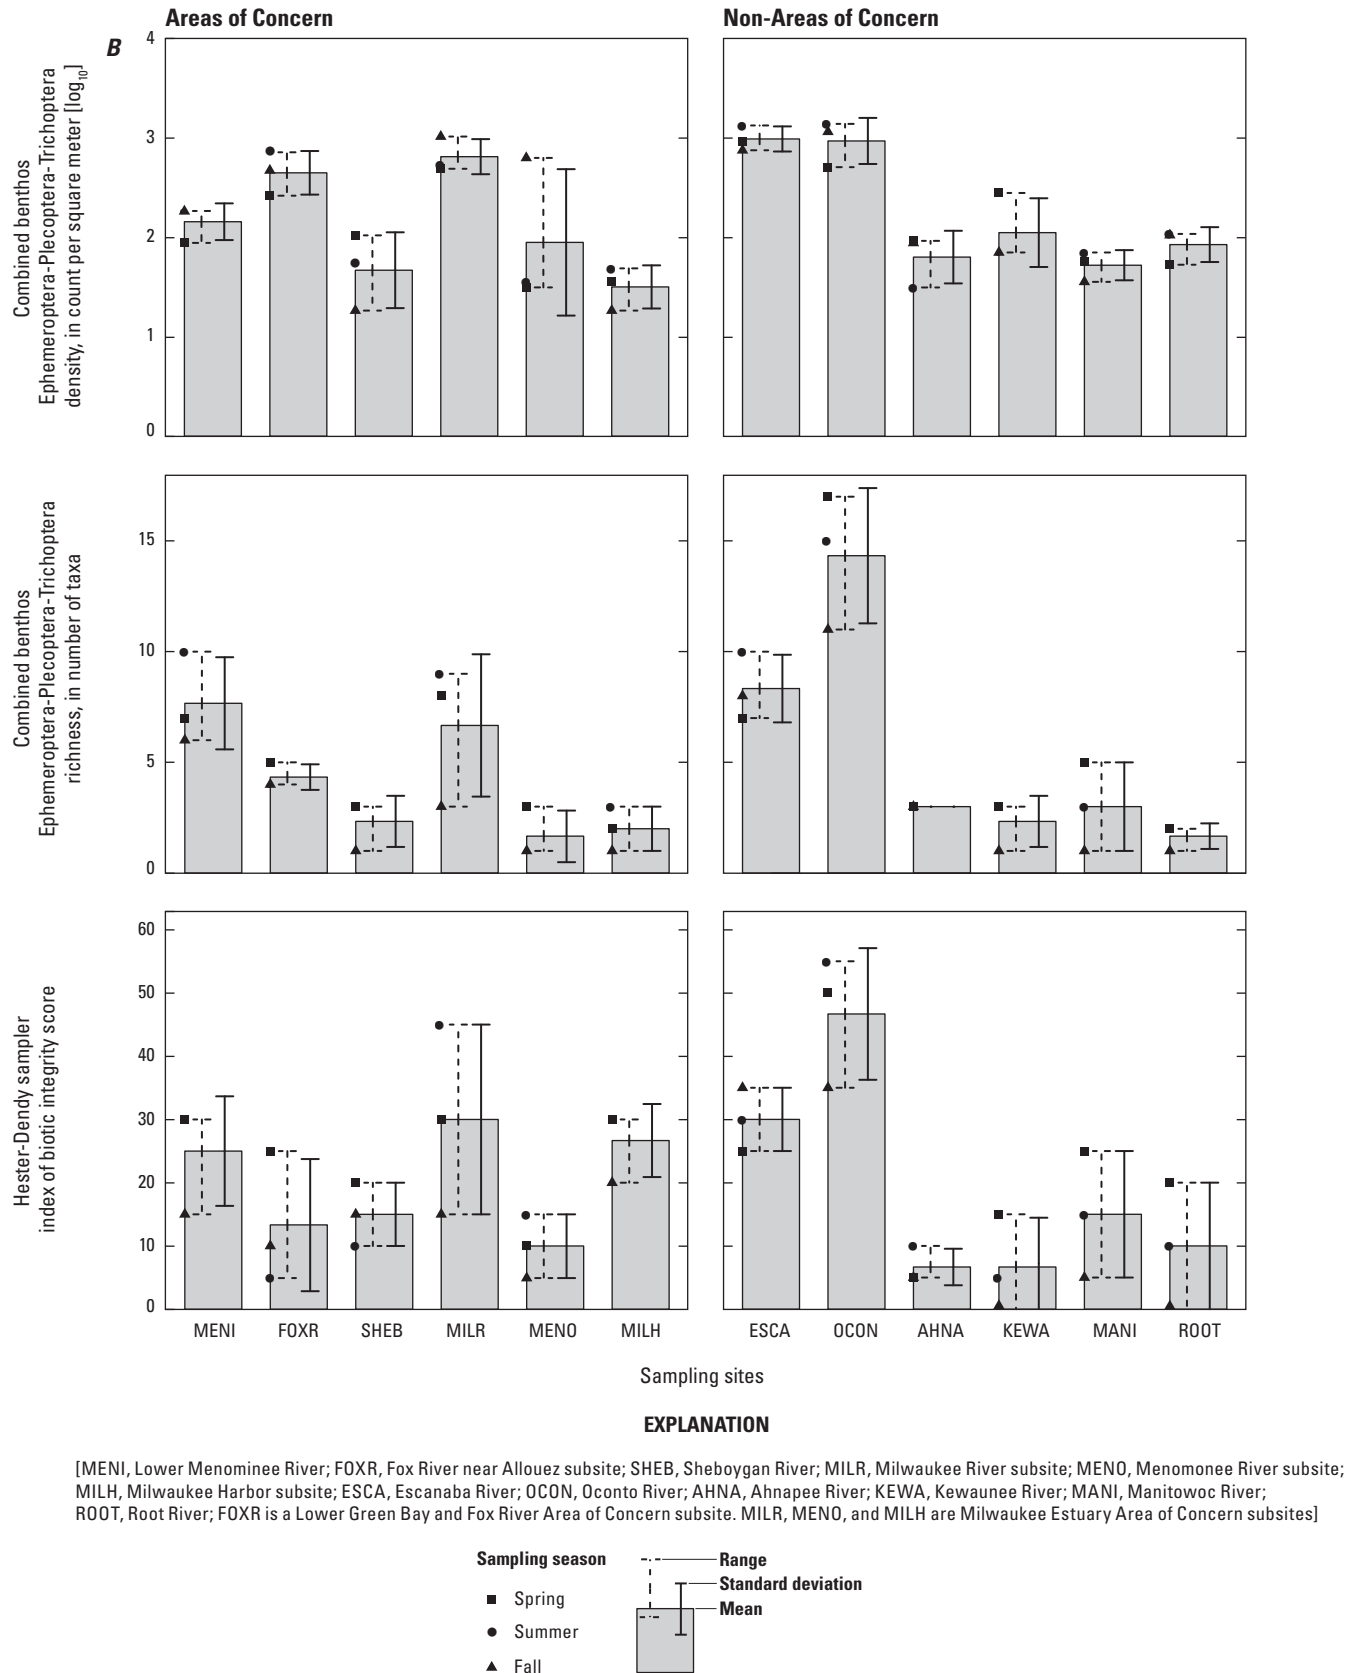 Areas of Concern
Non-Areas of Concern
B
Combined benthos
Ephemeroptera-Plecoptera-Trichoptera
density, in count per square meter [log10]
4
3
2
1
0
Combined benthos
Ephemeroptera-Plecoptera-Trichoptera
richness, in number of taxa
15
10
5
0
Hester-Dendy sampler
index of biotic integrity score
60
50
40
30
20
10
0
MENI FOXR SHEB MILR MENO MILH
ESCA OCON AHNA KEWA MANI ROOT
Sampling sites
EXPLANATION
[MENI, Lower Menominee River; FOXR, Fox River near Allouez subsite; SHEB, Sheboygan River; MILR, Milwaukee River subsite; MENO, Menomonee River subsite;
MILH, Milwaukee Harbor subsite; ESCA, Escanaba River; OCON, Oconto River; AHNA, Ahnapee River; KEWA, Kewaunee River; MANI, Manitowoc River;
ROOT, Root River; FOXR is a Lower Green Bay and Fox River Area of Concern subsite. MILR, MENO, and MILH are Milwaukee Estuary Area of Concern subsites]
Sampling season
Spring
Summer
Fall
Range
Standard deviation
Mean